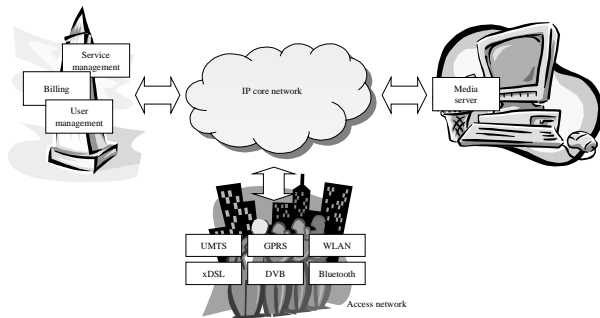 Service
management
Billing
User
management
IP core network
Media
server
UMTS
GPRS
WLAN
xDSL
DVB
Bluetooth
Access network